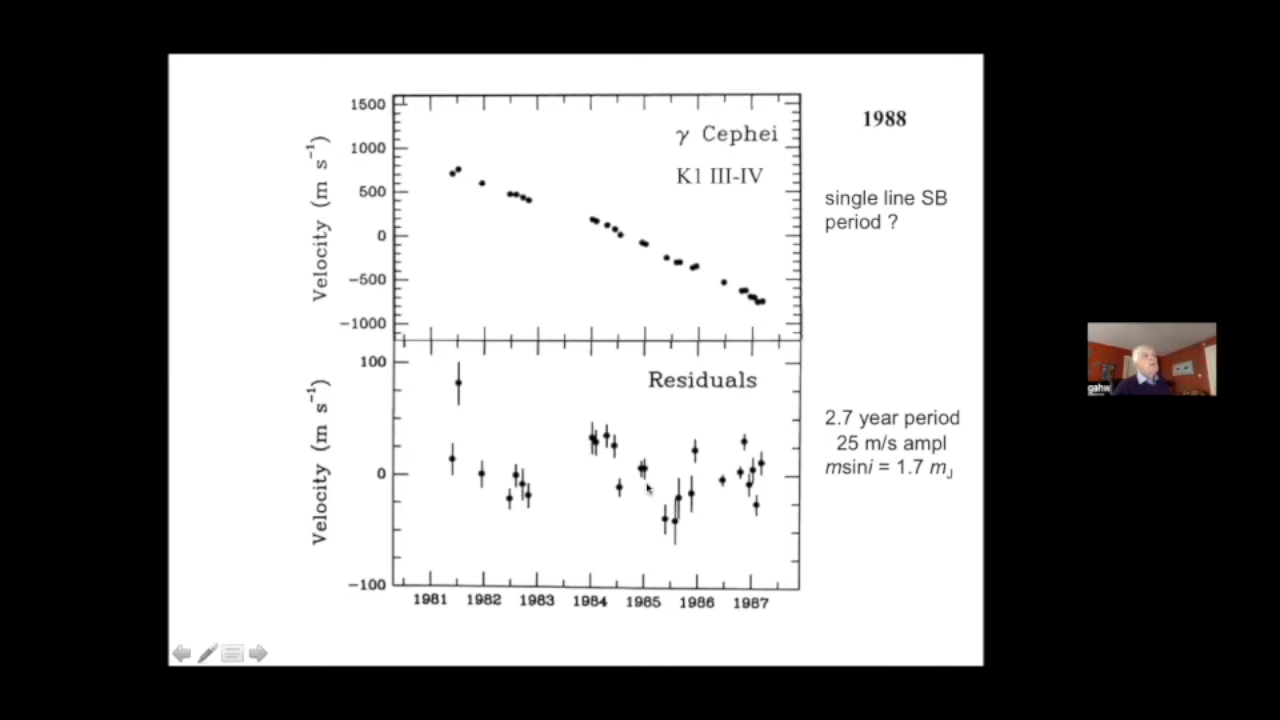 1988
γ Cephei
K1 III-IV
single line SB
period ?
Velocity (m s⁻¹)
1500
1000
500
0
−500
−1000
Residuals
2.7 year period
25 m/s ampl
msini = 1.7 mJ
Velocity (m s⁻¹)
100
0
−100
1981 1982 1983 1984 1985 1986 1987
gahw